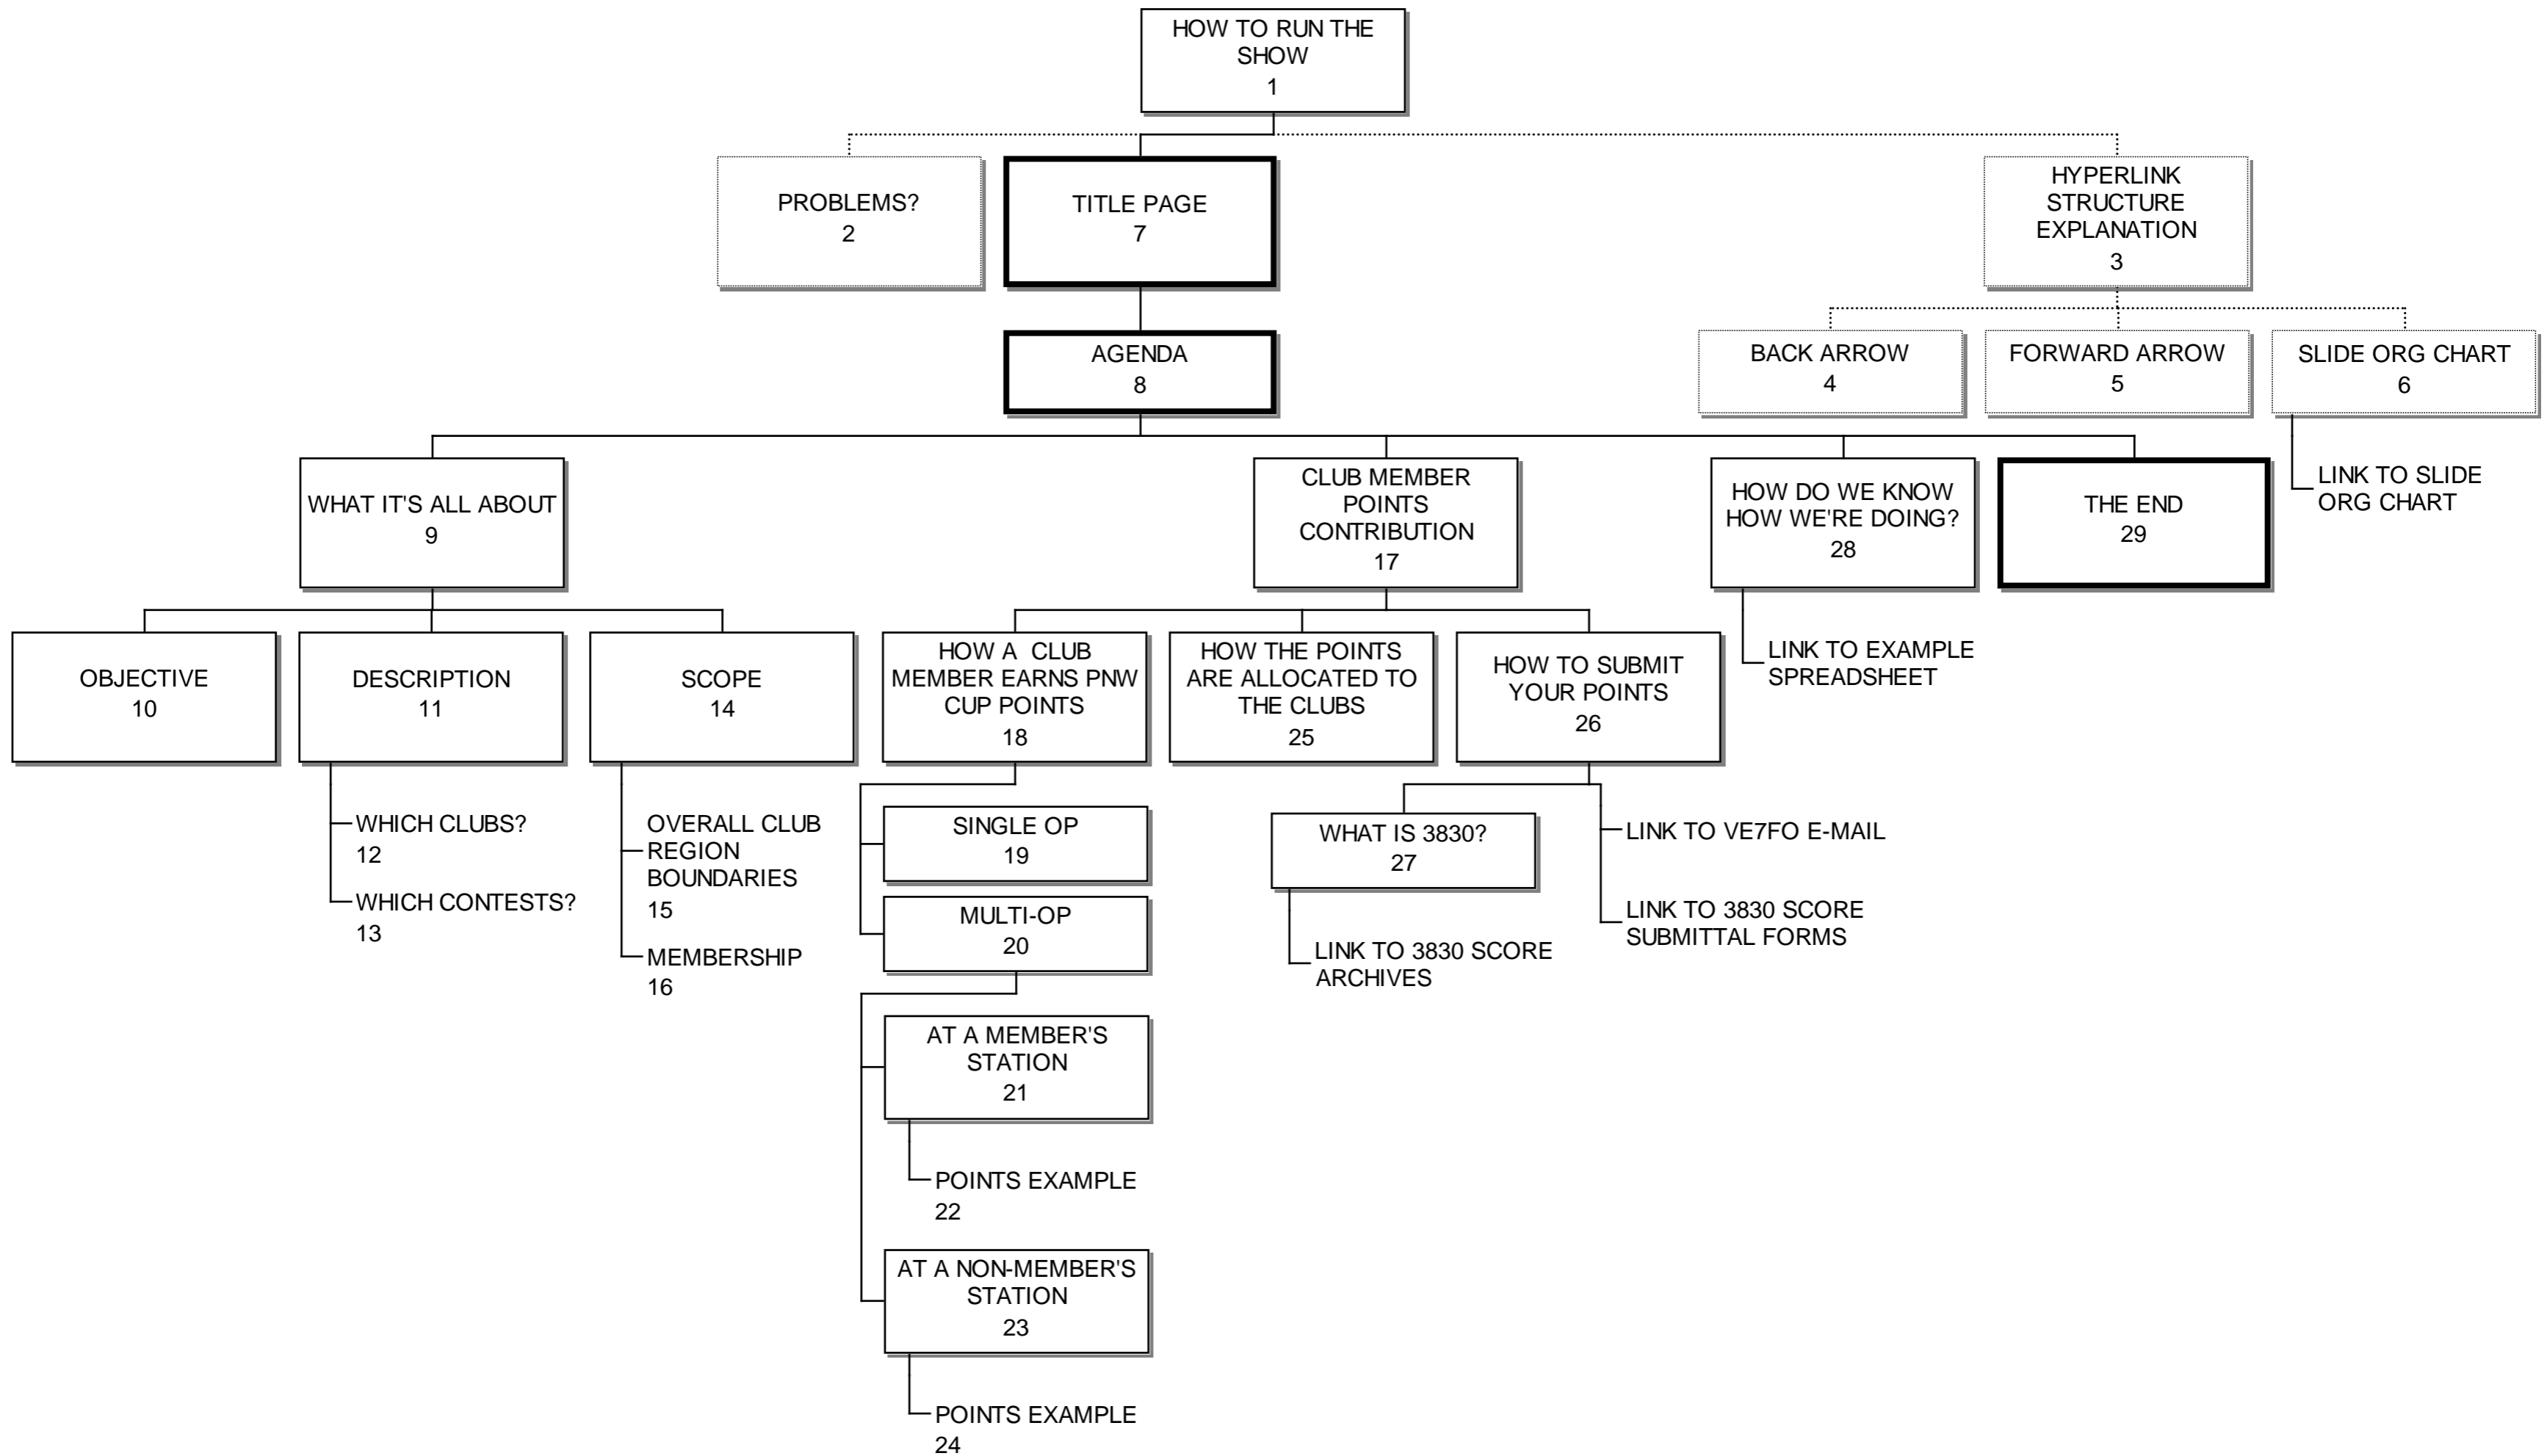 HOW TO RUN THE
SHOW
1
PROBLEMS?
2
TITLE PAGE
7
HYPERLINK
STRUCTURE
EXPLANATION
3
AGENDA
8
BACK ARROW
4
FORWARD ARROW
5
SLIDE ORG CHART
6
LINK TO SLIDE
ORG CHART
WHAT IT'S ALL ABOUT
9
CLUB MEMBER
POINTS
CONTRIBUTION
17
HOW DO WE KNOW
HOW WE'RE DOING?
28
THE END
29
LINK TO EXAMPLE
SPREADSHEET
OBJECTIVE
10
DESCRIPTION
11
SCOPE
14
HOW A  CLUB
MEMBER EARNS PNW
CUP POINTS
18
HOW THE POINTS
ARE ALLOCATED TO
THE CLUBS
25
HOW TO SUBMIT
YOUR POINTS
26
WHICH CLUBS?
12
WHICH CONTESTS?
13
OVERALL CLUB
REGION
BOUNDARIES
15
MEMBERSHIP
16
SINGLE OP
19
MULTI-OP
20
WHAT IS 3830?
27
LINK TO 3830 SCORE
ARCHIVES
LINK TO VE7FO E-MAIL
LINK TO 3830 SCORE
SUBMITTAL FORMS
AT A MEMBER'S
STATION
21
POINTS EXAMPLE
22
AT A NON-MEMBER'S
STATION
23
POINTS EXAMPLE
24